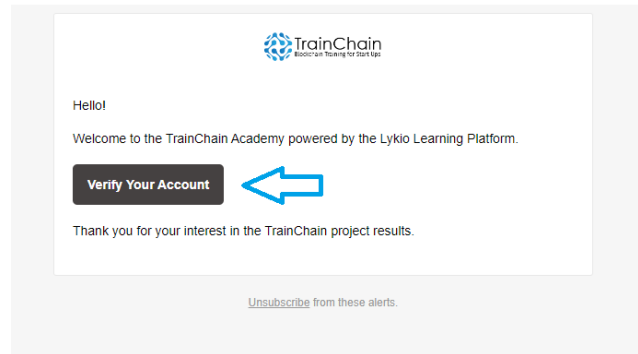 TrainChain
Blockchain Training for Start Ups
Hello!
Welcome to the TrainChain Academy powered by the Lykio Learning Platform.
Verify Your Account
Thank you for your interest in the TrainChain project results.
Unsubscribe from these alerts.